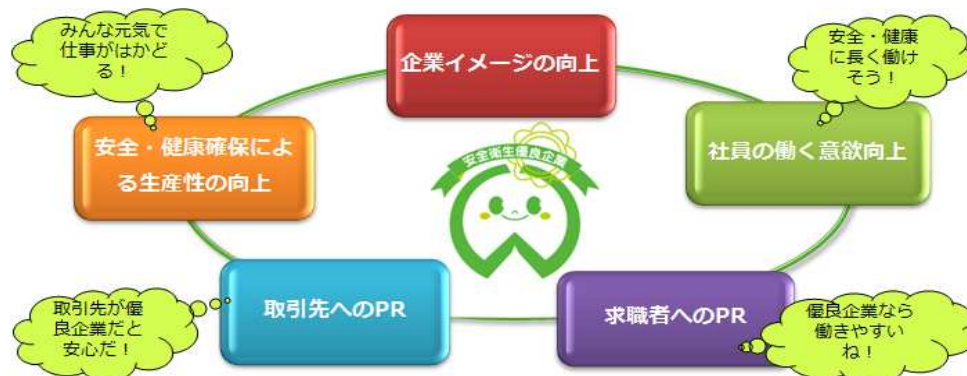 みんな元気で
仕事がはかど
る！
企業イメージの向上
安全・健康
に長く働け
そう！
安全・健康確保によ
る生産性の向上
安全衛生優良企業
社員の働く意欲向上
取引先が優
良企業だと
安心だ！
取引先へのPR
求職者へのPR
優良企業なら
働きやすい
ね！